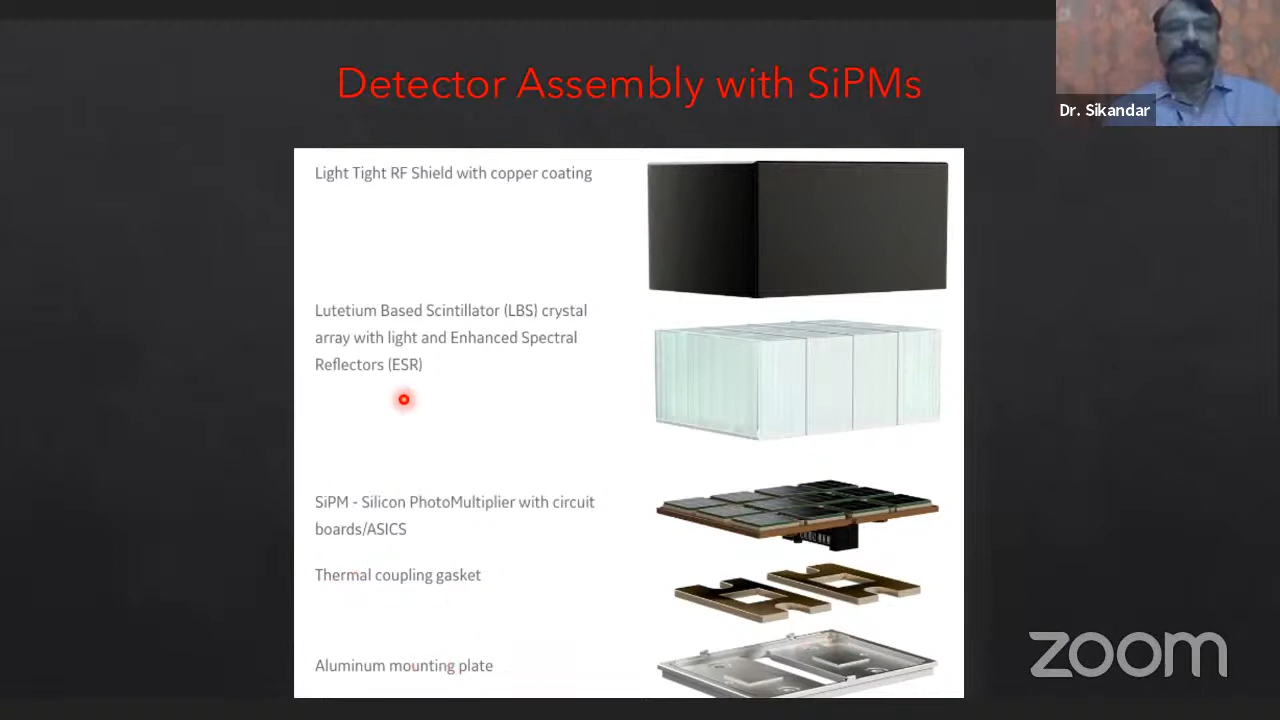 Detector Assembly with SiPMs
Dr. Sikandar
Light Tight RF Shield with copper coating
Lutetium Based Scintillator (LBS) crystal
array with light and Enhanced Spectral
Reflectors (ESR)
SiPM - Silicon PhotoMultiplier with circuit
boards/ASICS
Thermal coupling gasket
Aluminum mounting plate
zoom